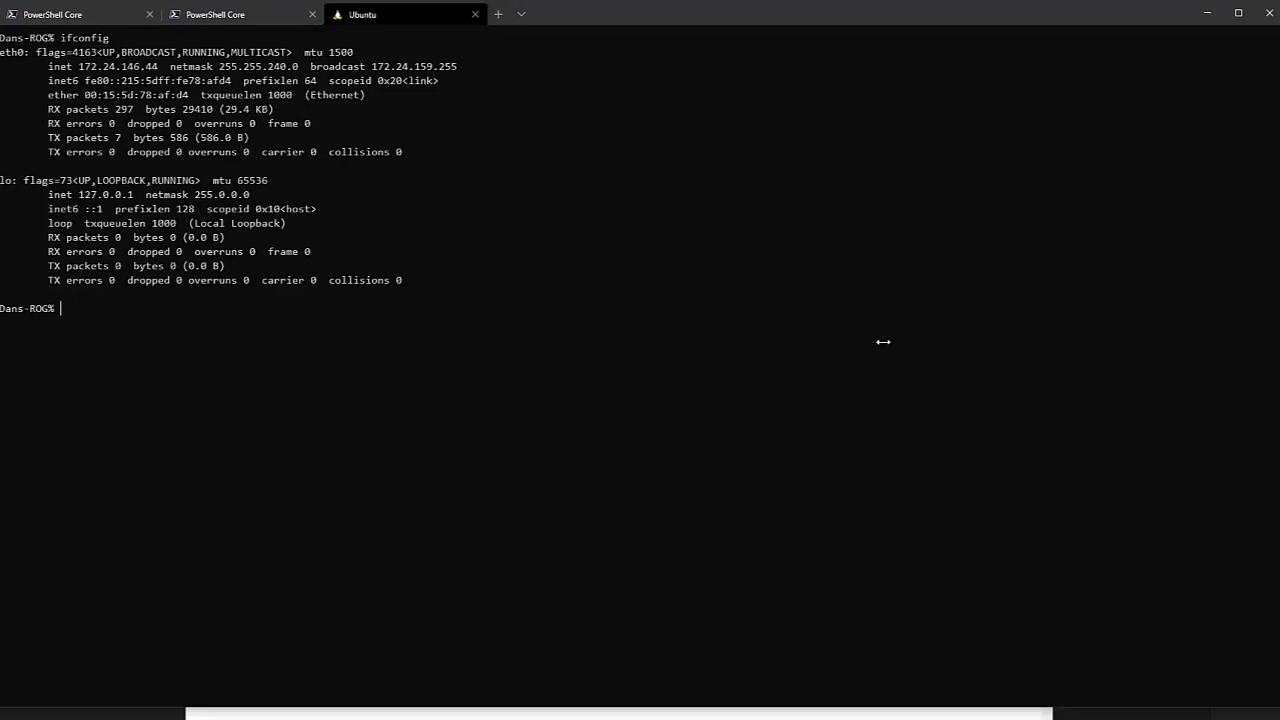 PowerShell Core
PowerShell Core
Ubuntu
Dans-ROG% ifconfig
eth0: flags=4163<UP,BROADCAST,RUNNING,MULTICAST>  mtu 1500
        inet 172.24.146.44  netmask 255.255.240.0  broadcast 172.24.159.255
        inet6 fe80::215:5dff:fe78:afd4  prefixlen 64  scopeid 0x20<link>
        ether 00:15:5d:78:af:d4  txqueuelen 1000  (Ethernet)
        RX packets 297  bytes 29410 (29.4 KB)
        RX errors 0  dropped 0  overruns 0  frame 0
        TX packets 7  bytes 586 (586.0 B)
        TX errors 0  dropped 0 overruns 0  carrier 0  collisions 0
lo: flags=73<UP,LOOPBACK,RUNNING>  mtu 65536
        inet 127.0.0.1  netmask 255.0.0.0
        inet6 ::1  prefixlen 128  scopeid 0x10<host>
        loop  txqueuelen 1000  (Local Loopback)
        RX packets 0  bytes 0 (0.0 B)
        RX errors 0  dropped 0  overruns 0  frame 0
        TX packets 0  bytes 0 (0.0 B)
        TX errors 0  dropped 0 overruns 0  carrier 0  collisions 0
Dans-ROG%